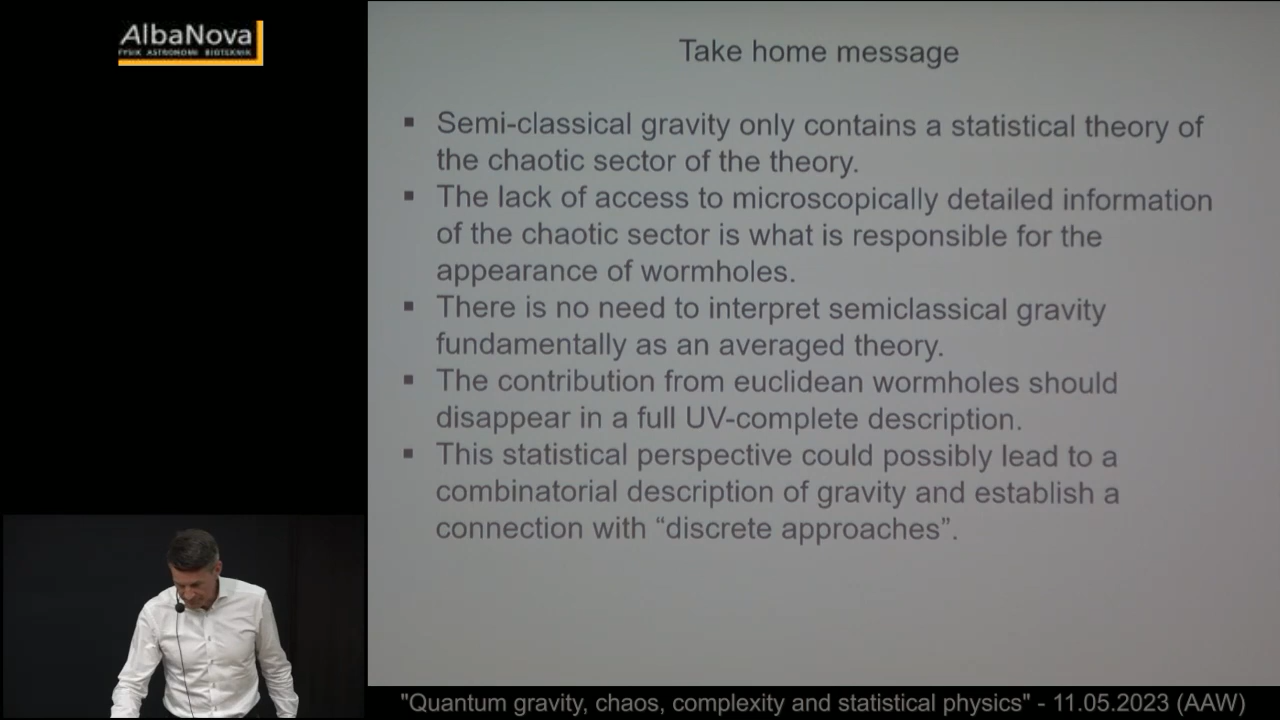 AlbaNova
FYSIK ASTRONOMI BIOTEKNIK
Take home message
▪ Semi-classical gravity only contains a statistical theory of
the chaotic sector of the theory.
▪ The lack of access to microscopically detailed information
of the chaotic sector is what is responsible for the
appearance of wormholes.
▪ There is no need to interpret semiclassical gravity
fundamentally as an averaged theory.
▪ The contribution from euclidean wormholes should
disappear in a full UV-complete description.
▪ This statistical perspective could possibly lead to a
combinatorial description of gravity and establish a
connection with “discrete approaches”.
"Quantum gravity, chaos, complexity and statistical physics" - 11.05.2023 (AAW)